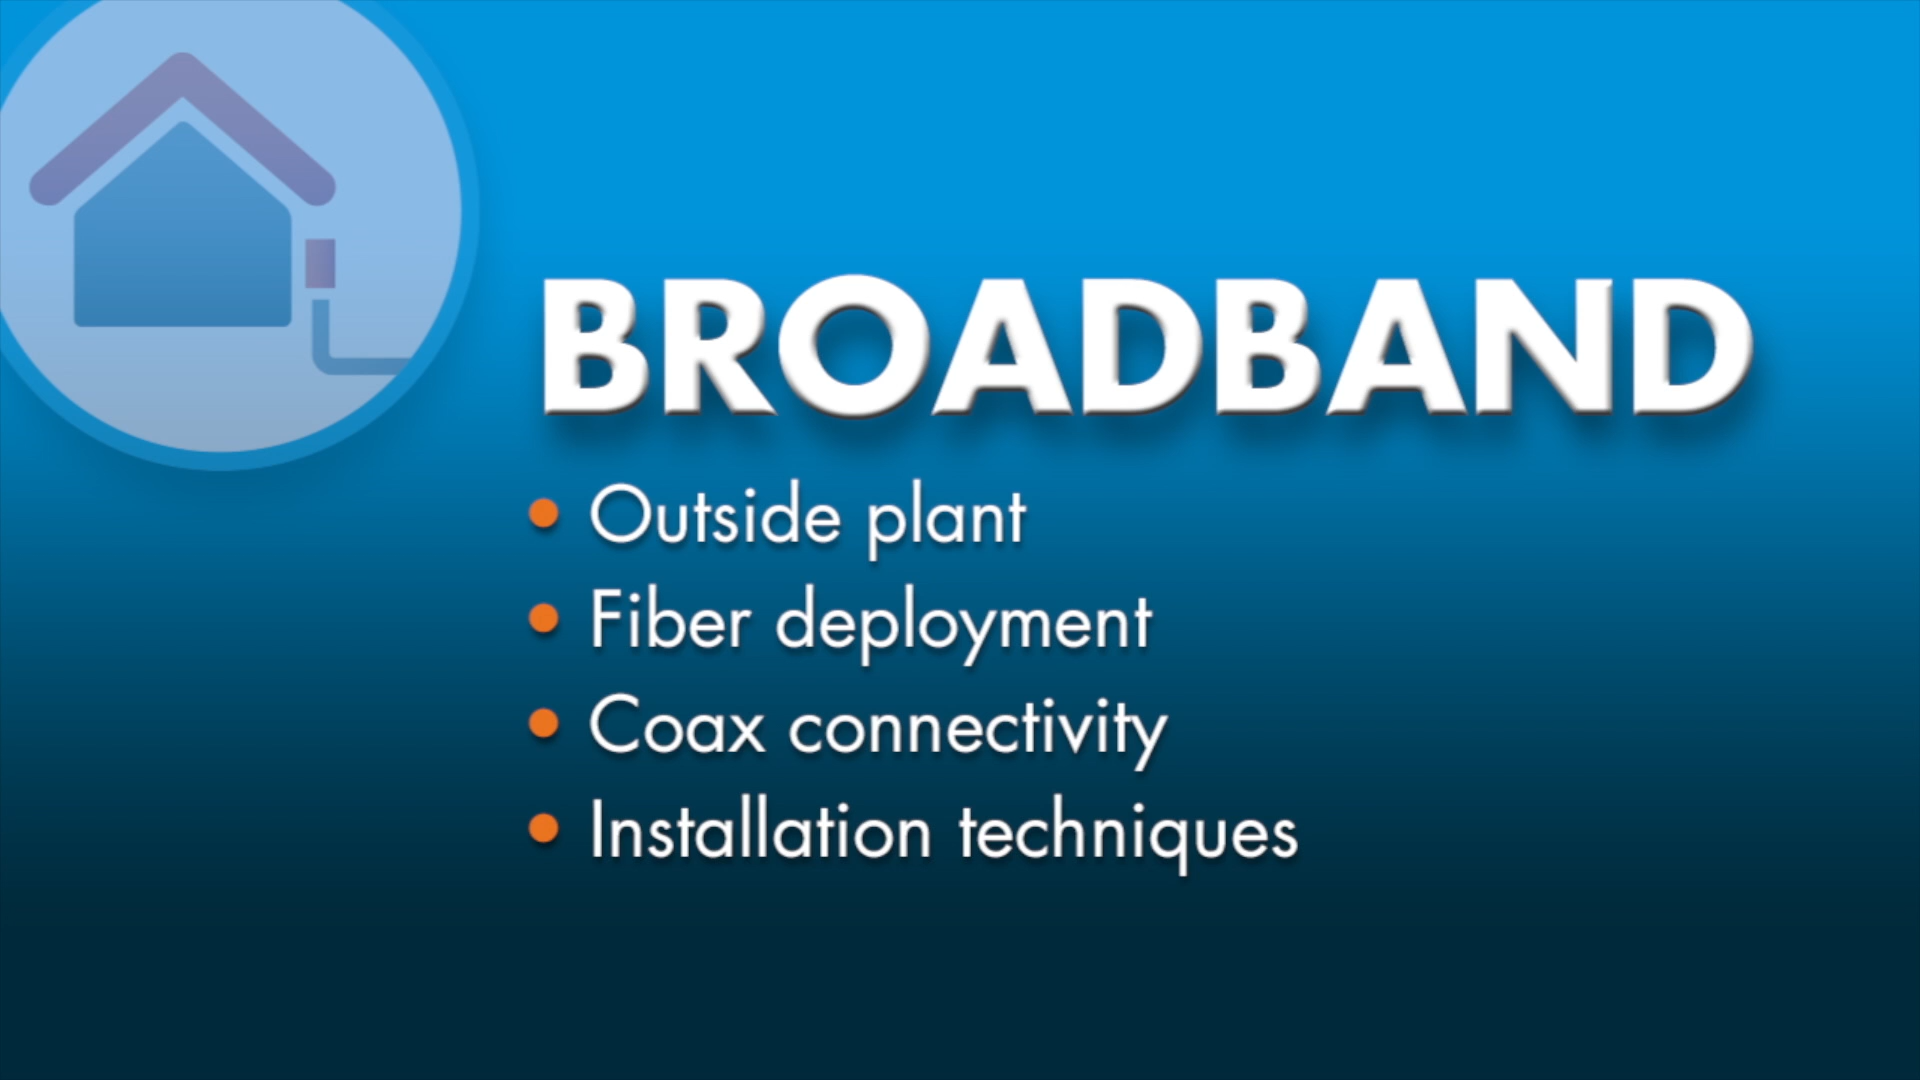 BROADBAND
• Outside plant
• Fiber deployment
• Coax connectivity
• Installation techniques